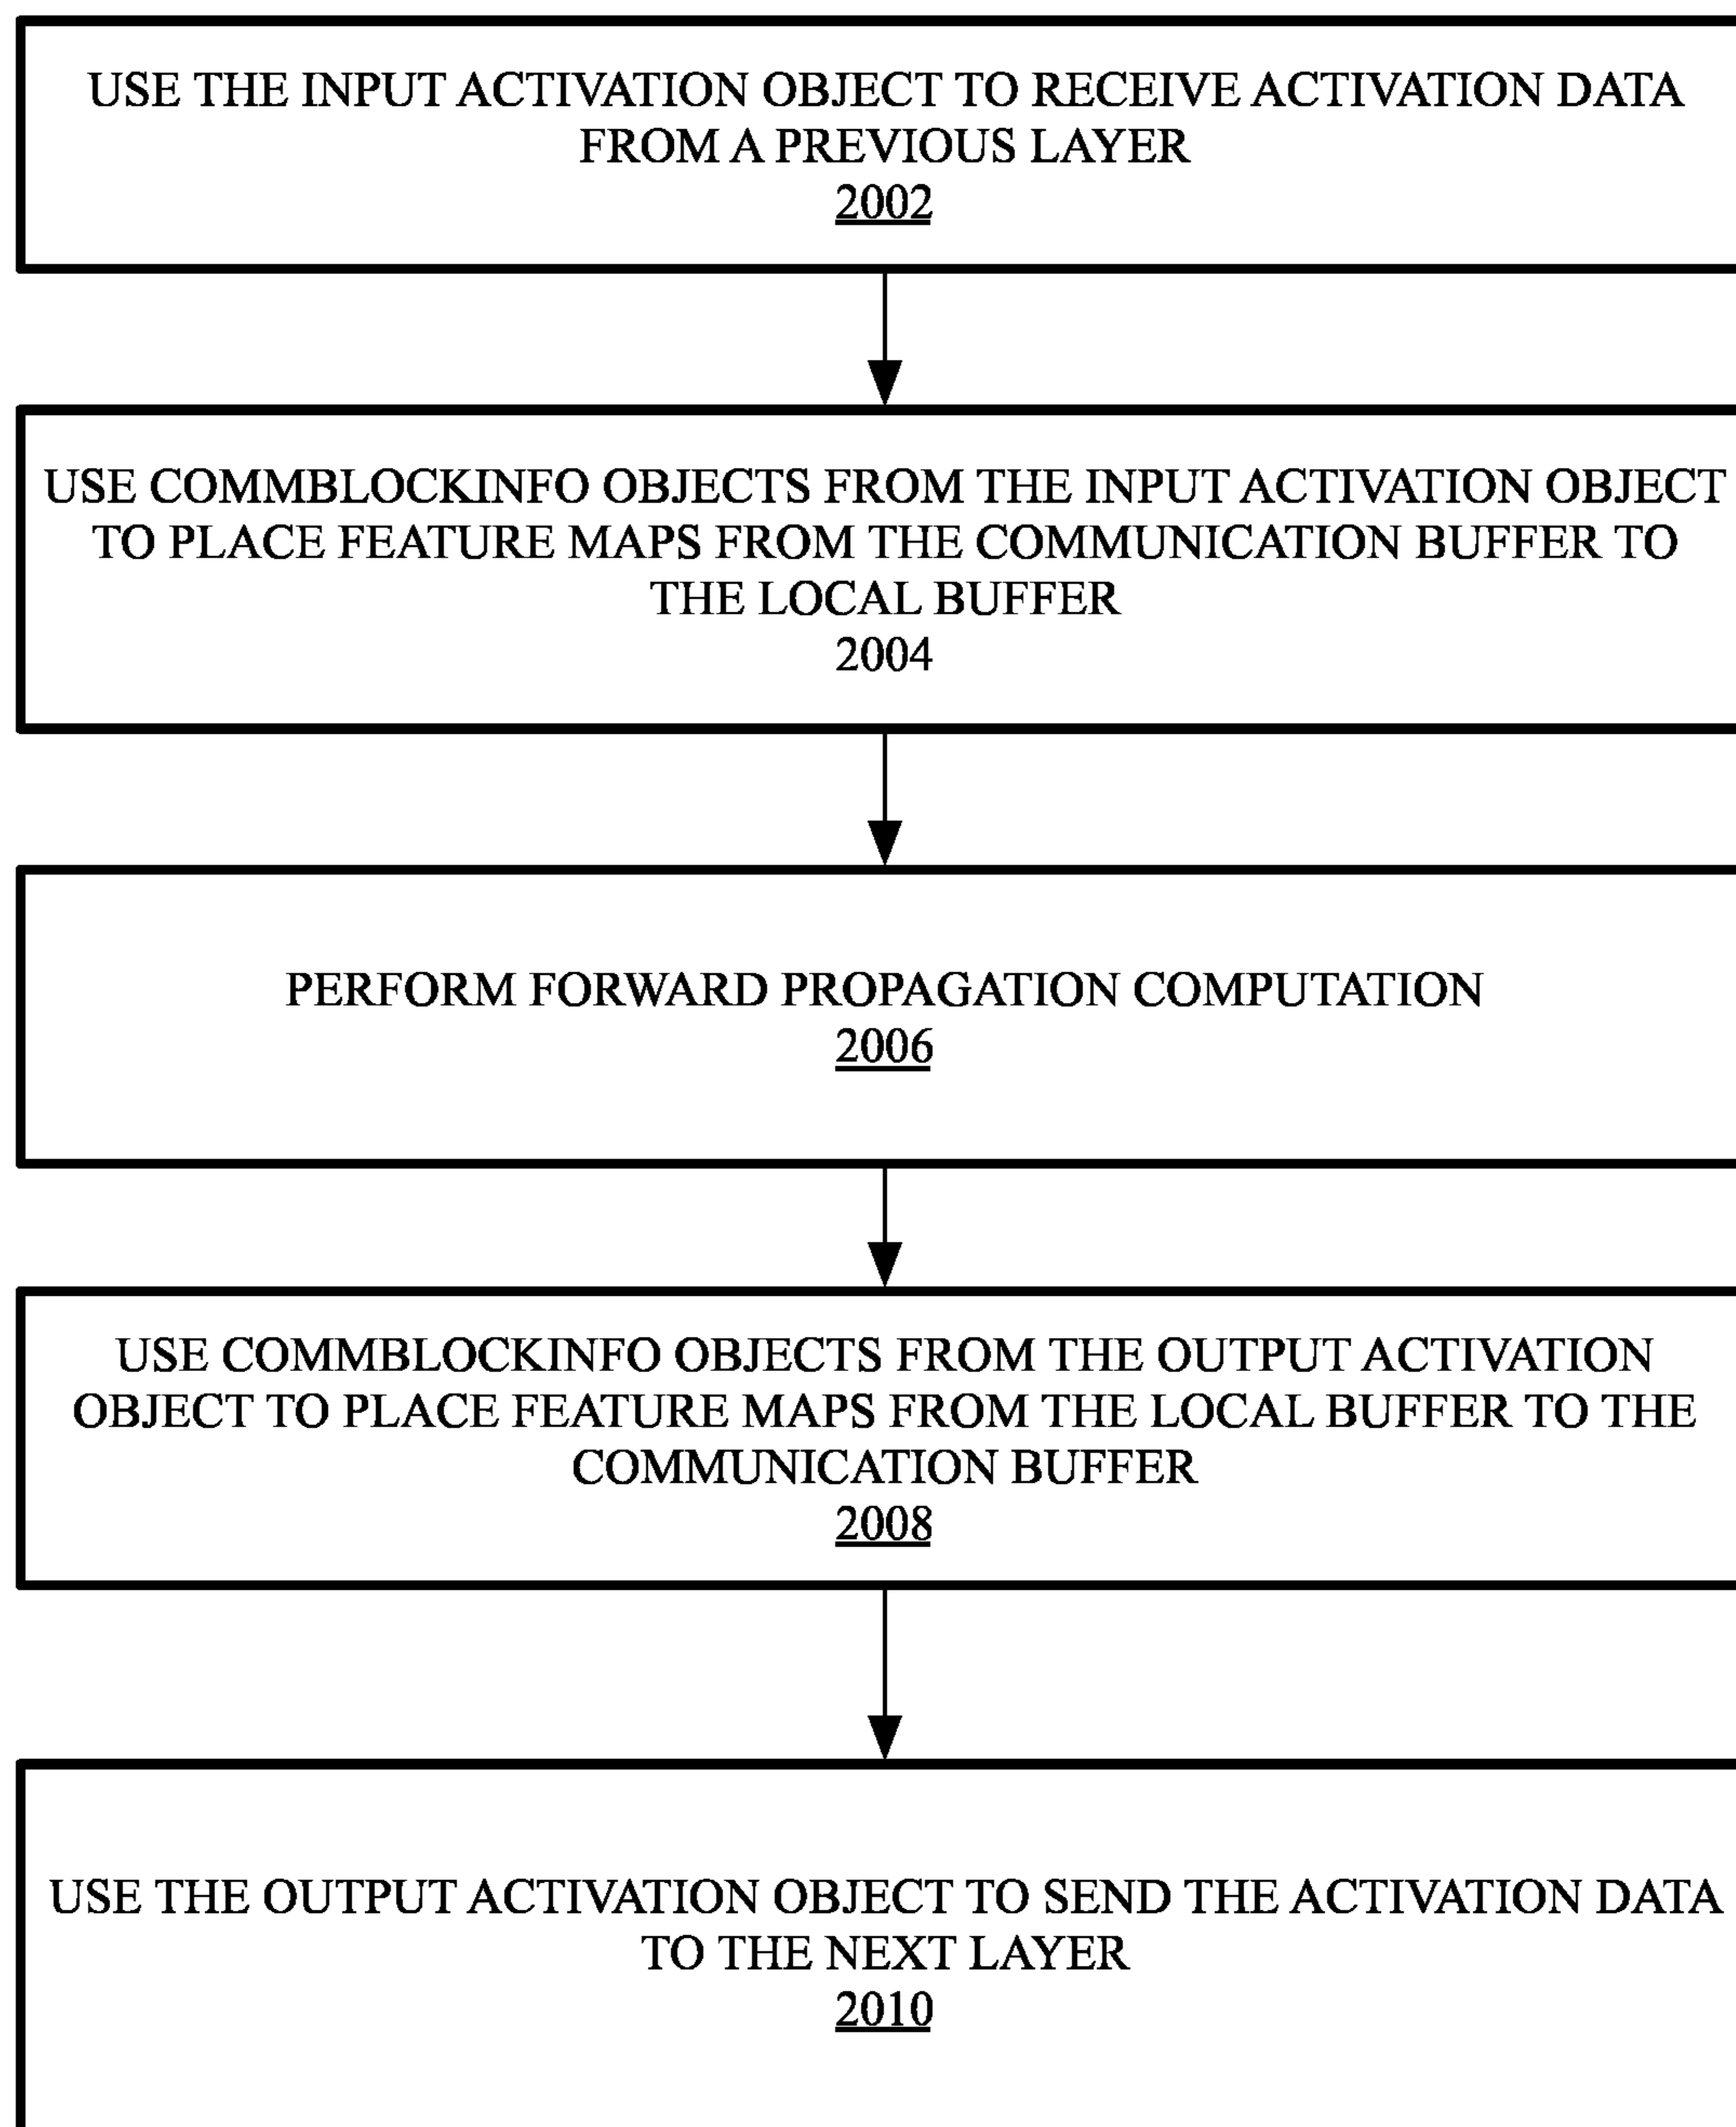 USE THE INPUT ACTIVATION OBJECT TO RECEIVE ACTIVATION DATA
FROM A PREVIOUS LAYER
2002
USE COMMBLOCKINFO OBJECTS FROM THE INPUT ACTIVATION OBJECT
TO PLACE FEATURE MAPS FROM THE COMMUNICATION BUFFER TO
THE LOCAL BUFFER
2004
PERFORM FORWARD PROPAGATION COMPUTATION
2006
USE COMMBLOCKINFO OBJECTS FROM THE OUTPUT ACTIVATION
OBJECT TO PLACE FEATURE MAPS FROM THE LOCAL BUFFER TO THE
COMMUNICATION BUFFER
2008
USE THE OUTPUT ACTIVATION OBJECT TO SEND THE ACTIVATION DATA
TO THE NEXT LAYER
2010